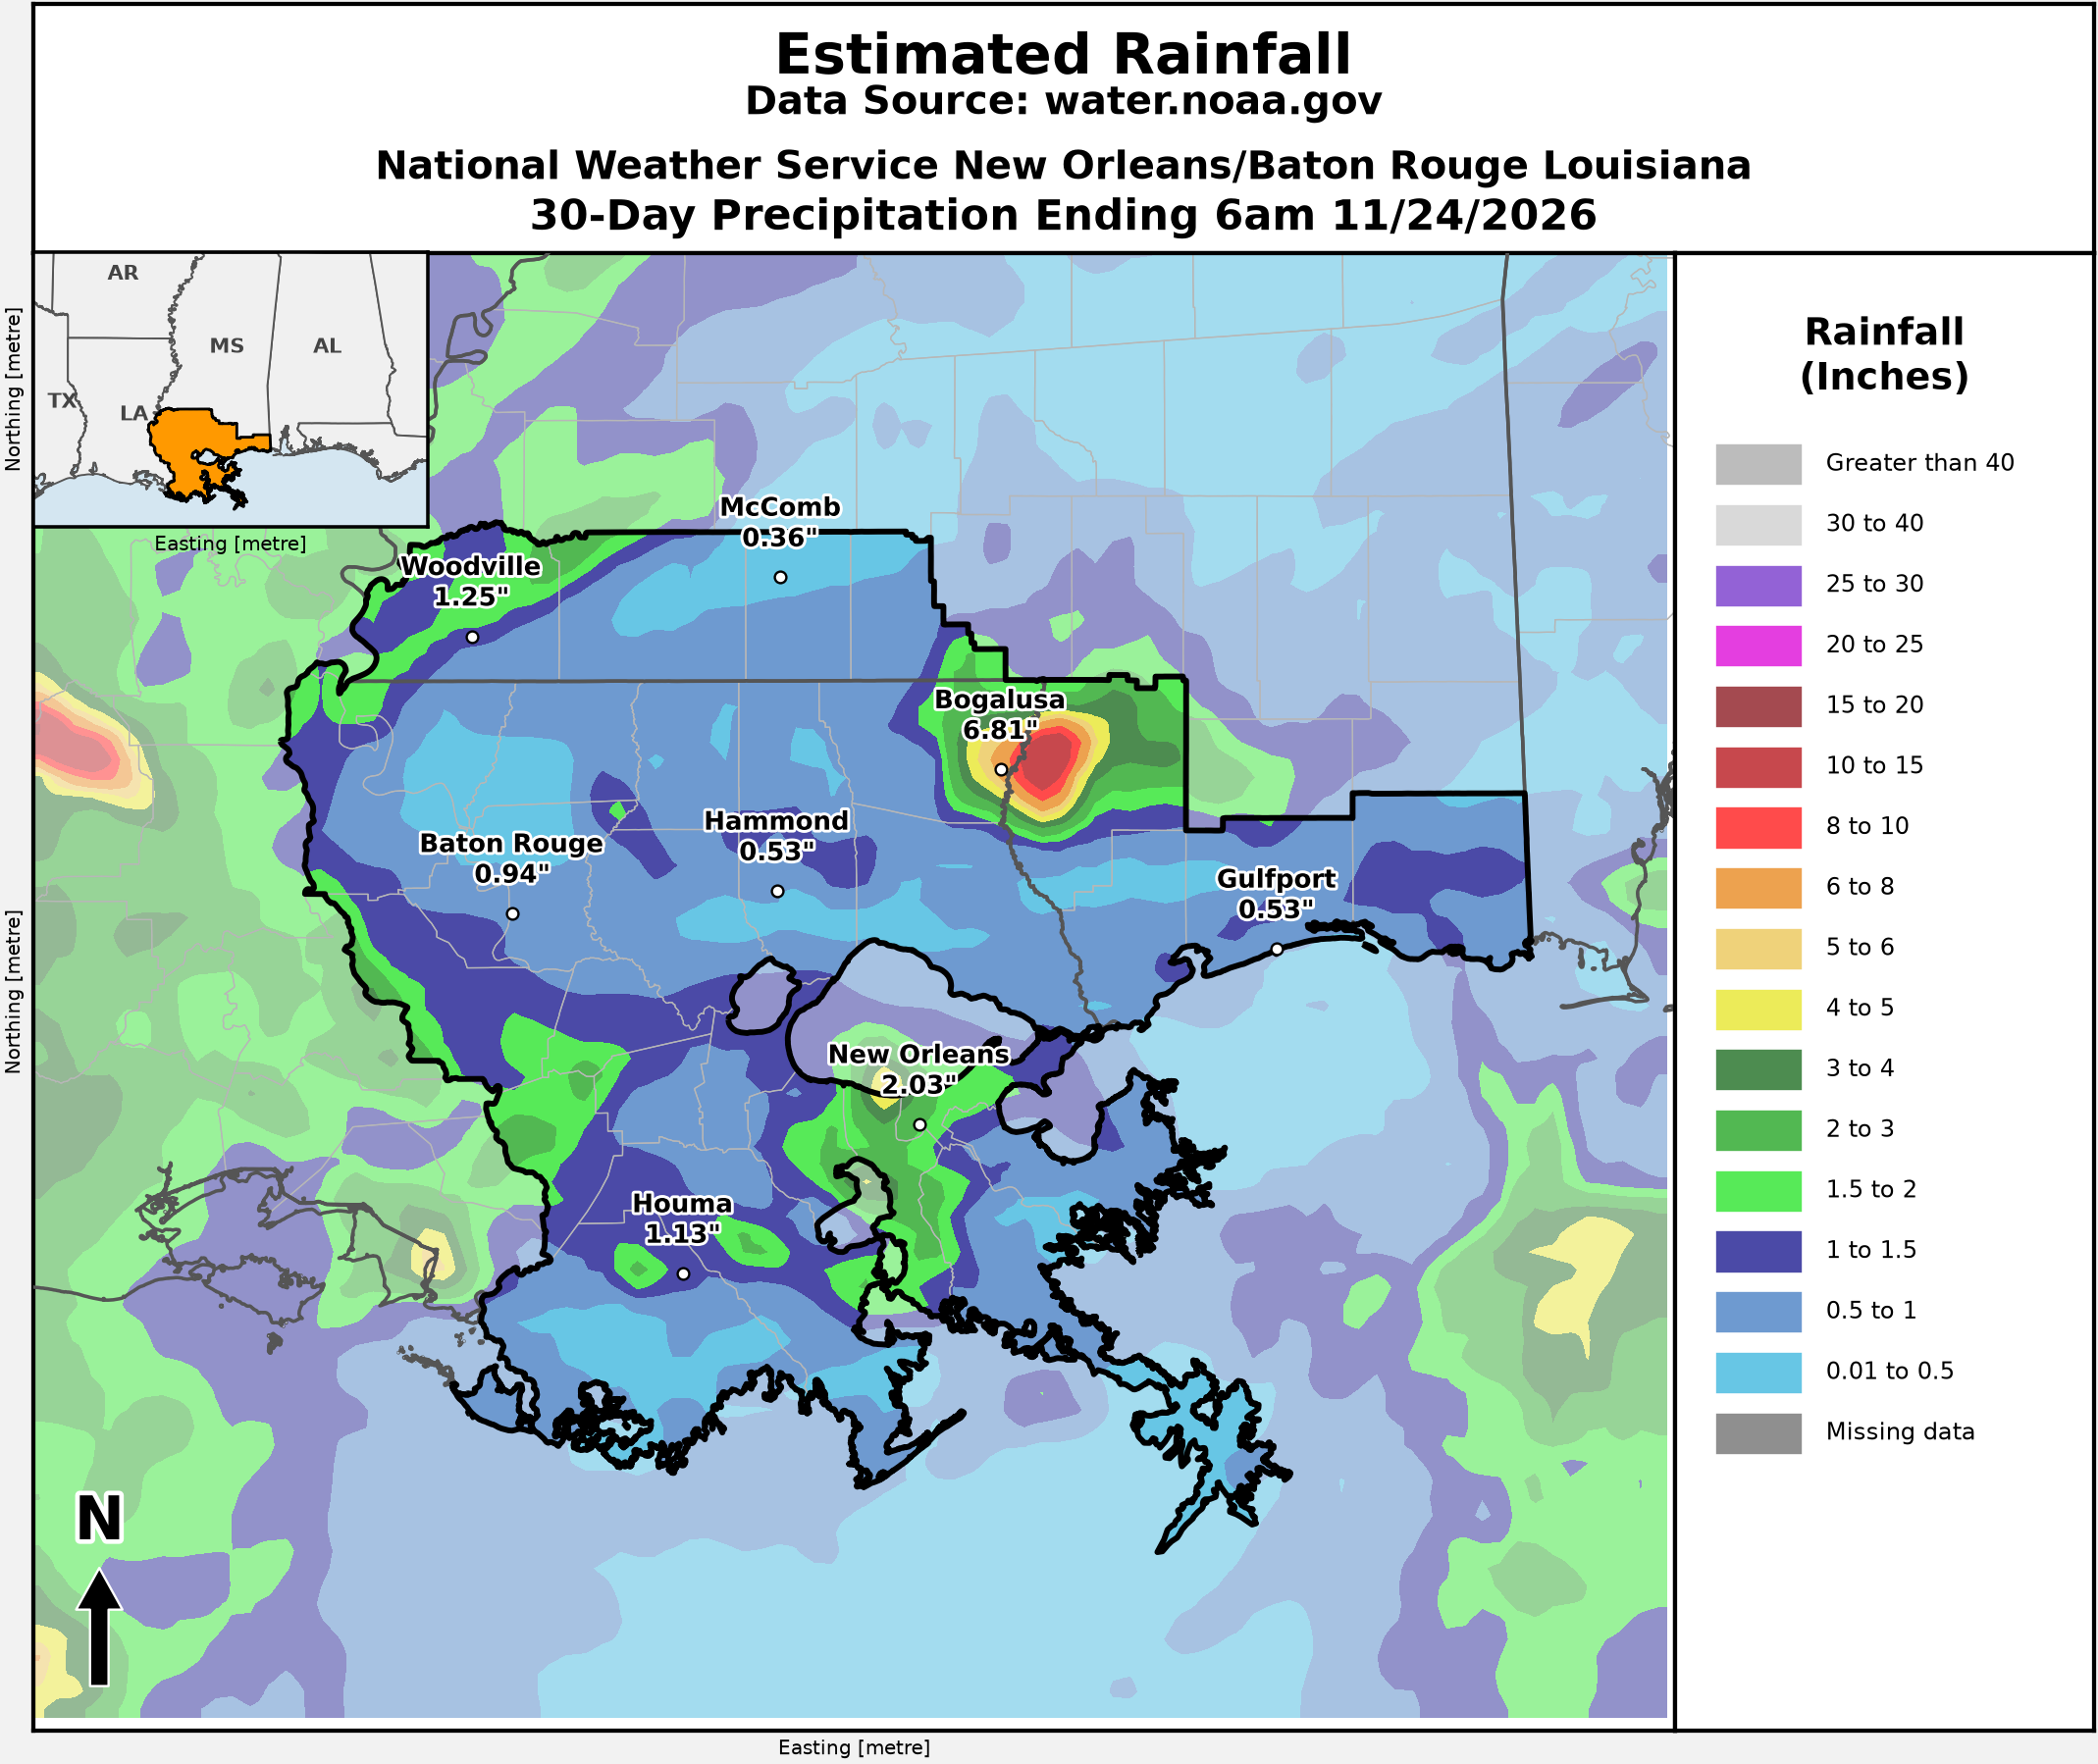 Estimated Rainfall
Data Source: water.noaa.gov
National Weather Service New Orleans/Baton Rouge Louisiana
30-Day Precipitation Ending 6am 11/24/2026
AR
MS
AL
TX
LA
Easting [metre]
Northing [metre]
McComb
0.36"
Woodville
1.25"
Bogalusa
6.81"
Hammond
0.53"
Baton Rouge
0.94"
Gulfport
0.53"
New Orleans
2.03"
Houma
1.13"
N
Northing [metre]
Easting [metre]
Rainfall
(Inches)
Greater than 40
30 to 40
25 to 30
20 to 25
15 to 20
10 to 15
8 to 10
6 to 8
5 to 6
4 to 5
3 to 4
2 to 3
1.5 to 2
1 to 1.5
0.5 to 1
0.01 to 0.5
Missing data